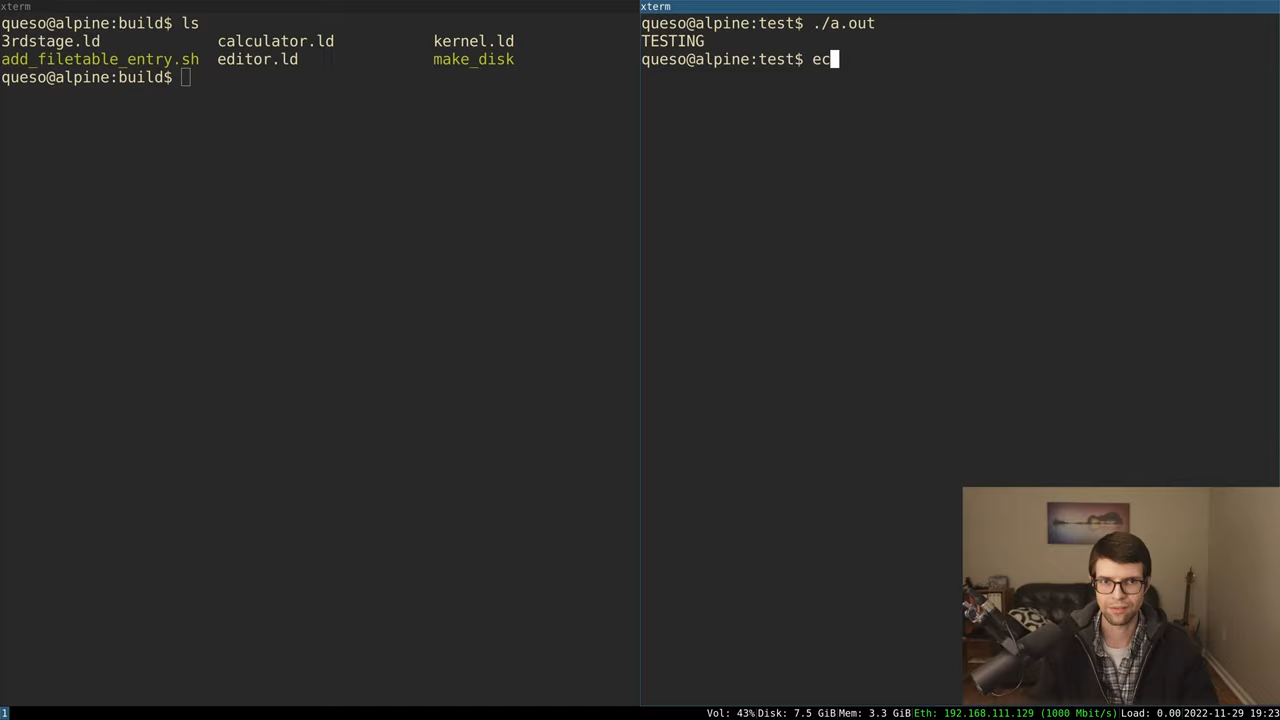 xterm
queso@alpine:build$ ls
3rdstage.ld calculator.ld kernel.ld
add_filetable_entry.sh editor.ld make_disk
queso@alpine:build$
xterm
queso@alpine:test$ ./a.out
TESTING
queso@alpine:test$ ec
1
Vol: 43% Disk: 7.5 GiB Mem: 3.3 GiB Eth: 192.168.111.129 (1000 Mbit/s) Load: 0.00 2022-11-29 19:23